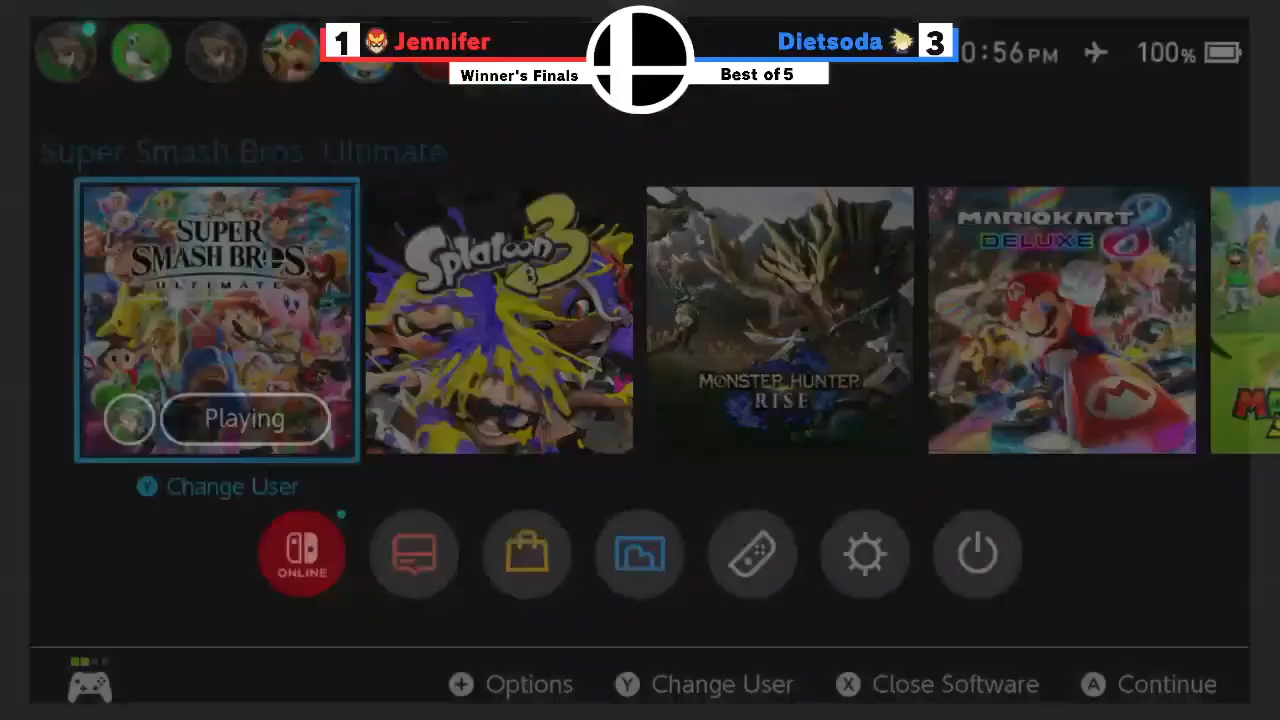 1 Jennifer
Dietsoda 3
0:56 PM
100%
Winner's Finals
Best of 5
Super Smash Bros. Ultimate
SUPER
SMASH BROS.
ULTIMATE
Playing
Splatoon 3
MONSTER HUNTER
RISE
MARIOKART 8
DELUXE
Y Change User
ONLINE
+ Options
Y Change User
X Close Software
A Continue